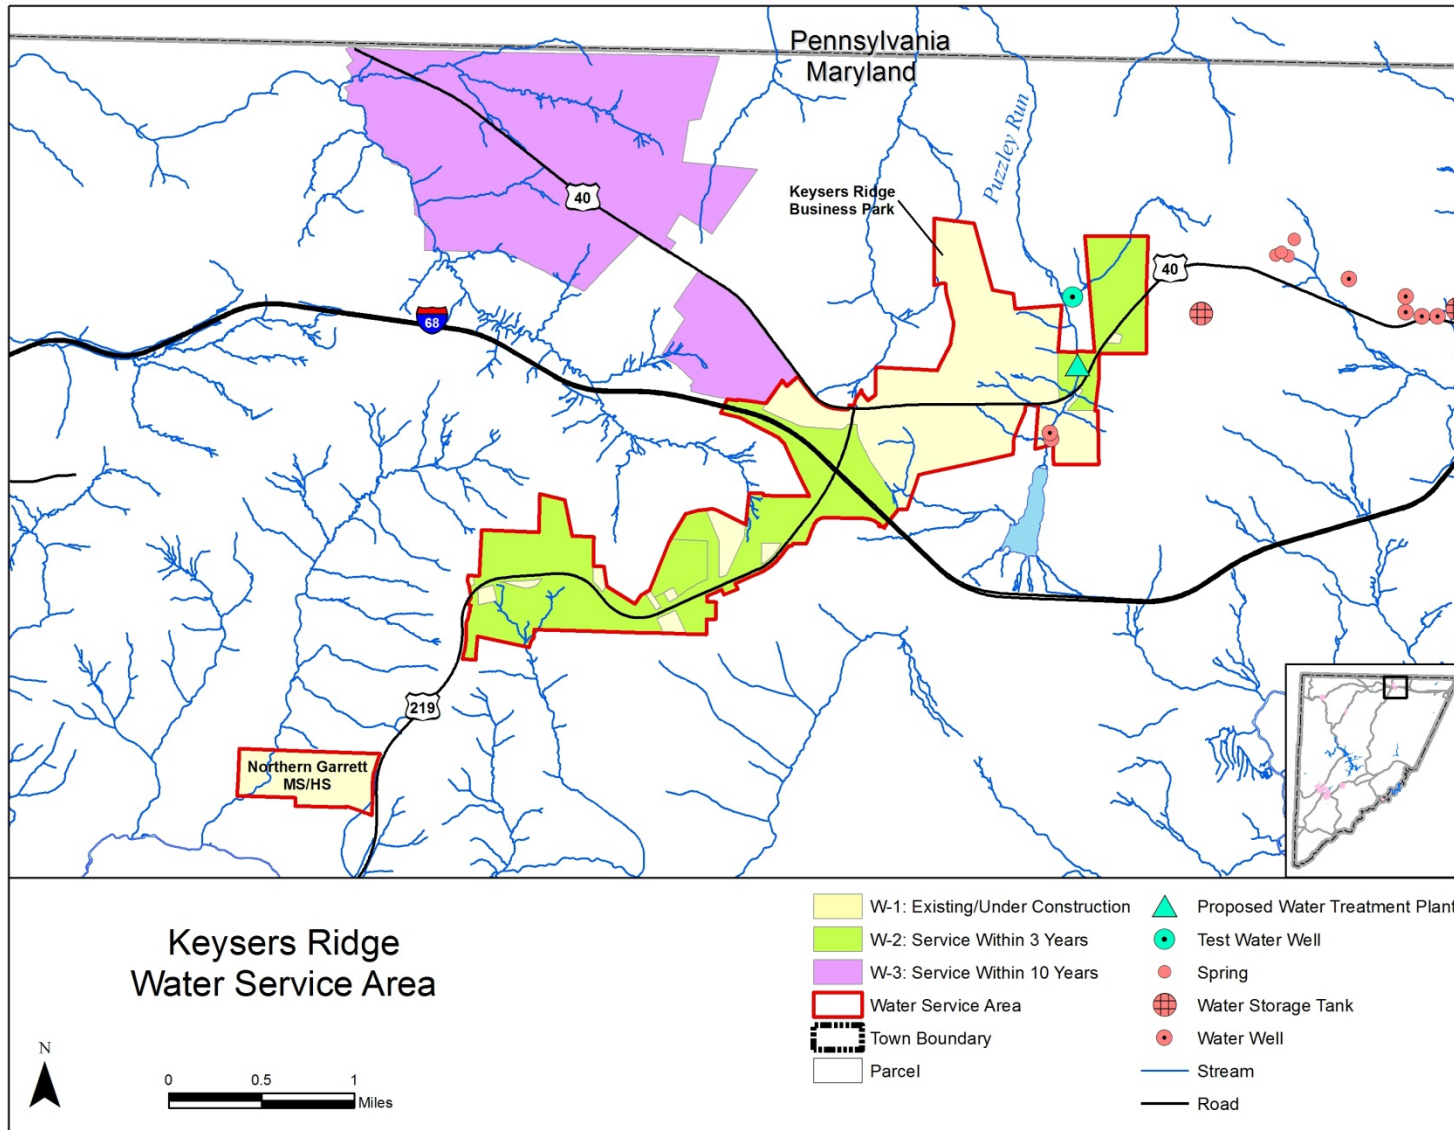 Pennsylvania
Maryland
Puzzley Run
Keysers Ridge
Business Park
40
40
68
219
Northern Garrett
MS/HS
Keysers Ridge
Water Service Area
N
0 0.5 1
Miles
W-1: Existing/Under Construction
W-2: Service Within 3 Years
W-3: Service Within 10 Years
Water Service Area
Town Boundary
Parcel
Proposed Water Treatment Plant
Test Water Well
Spring
Water Storage Tank
Water Well
Stream
Road